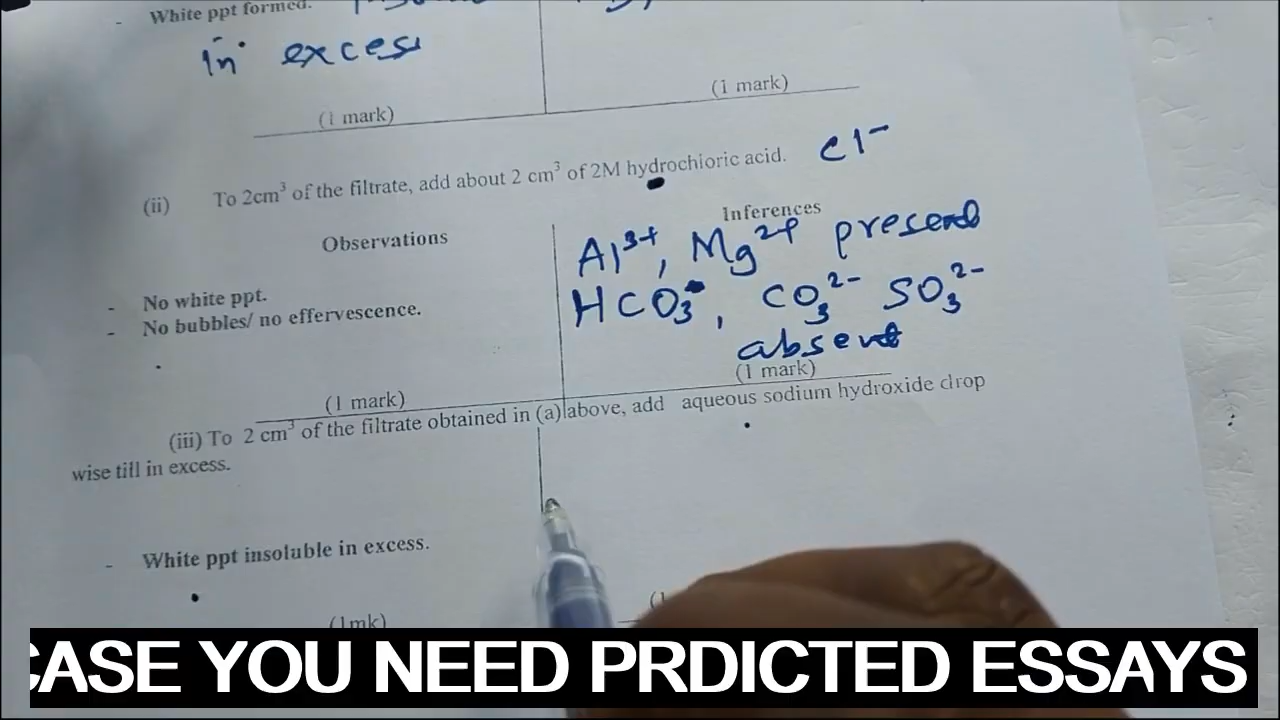 - White ppt formed.
In excess
(1 mark)
(1 mark)
(ii) To 2cm³ of the filtrate, add about 2 cm³ of 2M hydrochioric acid. Cl⁻
Observations
Inferences
Al³⁺, Mg²⁺ present
- No white ppt.
- No bubbles/ no effervescence.
HCO₃⁻, CO₃²⁻ SO₃²⁻
absent
(1 mark)
(1 mark)
(iii) To 2 cm³ of the filtrate obtained in (a) above, add aqueous sodium hydroxide drop
wise till in excess.
- White ppt insoluble in excess.
(1mk)
CASE YOU NEED PRDICTED ESSAYS